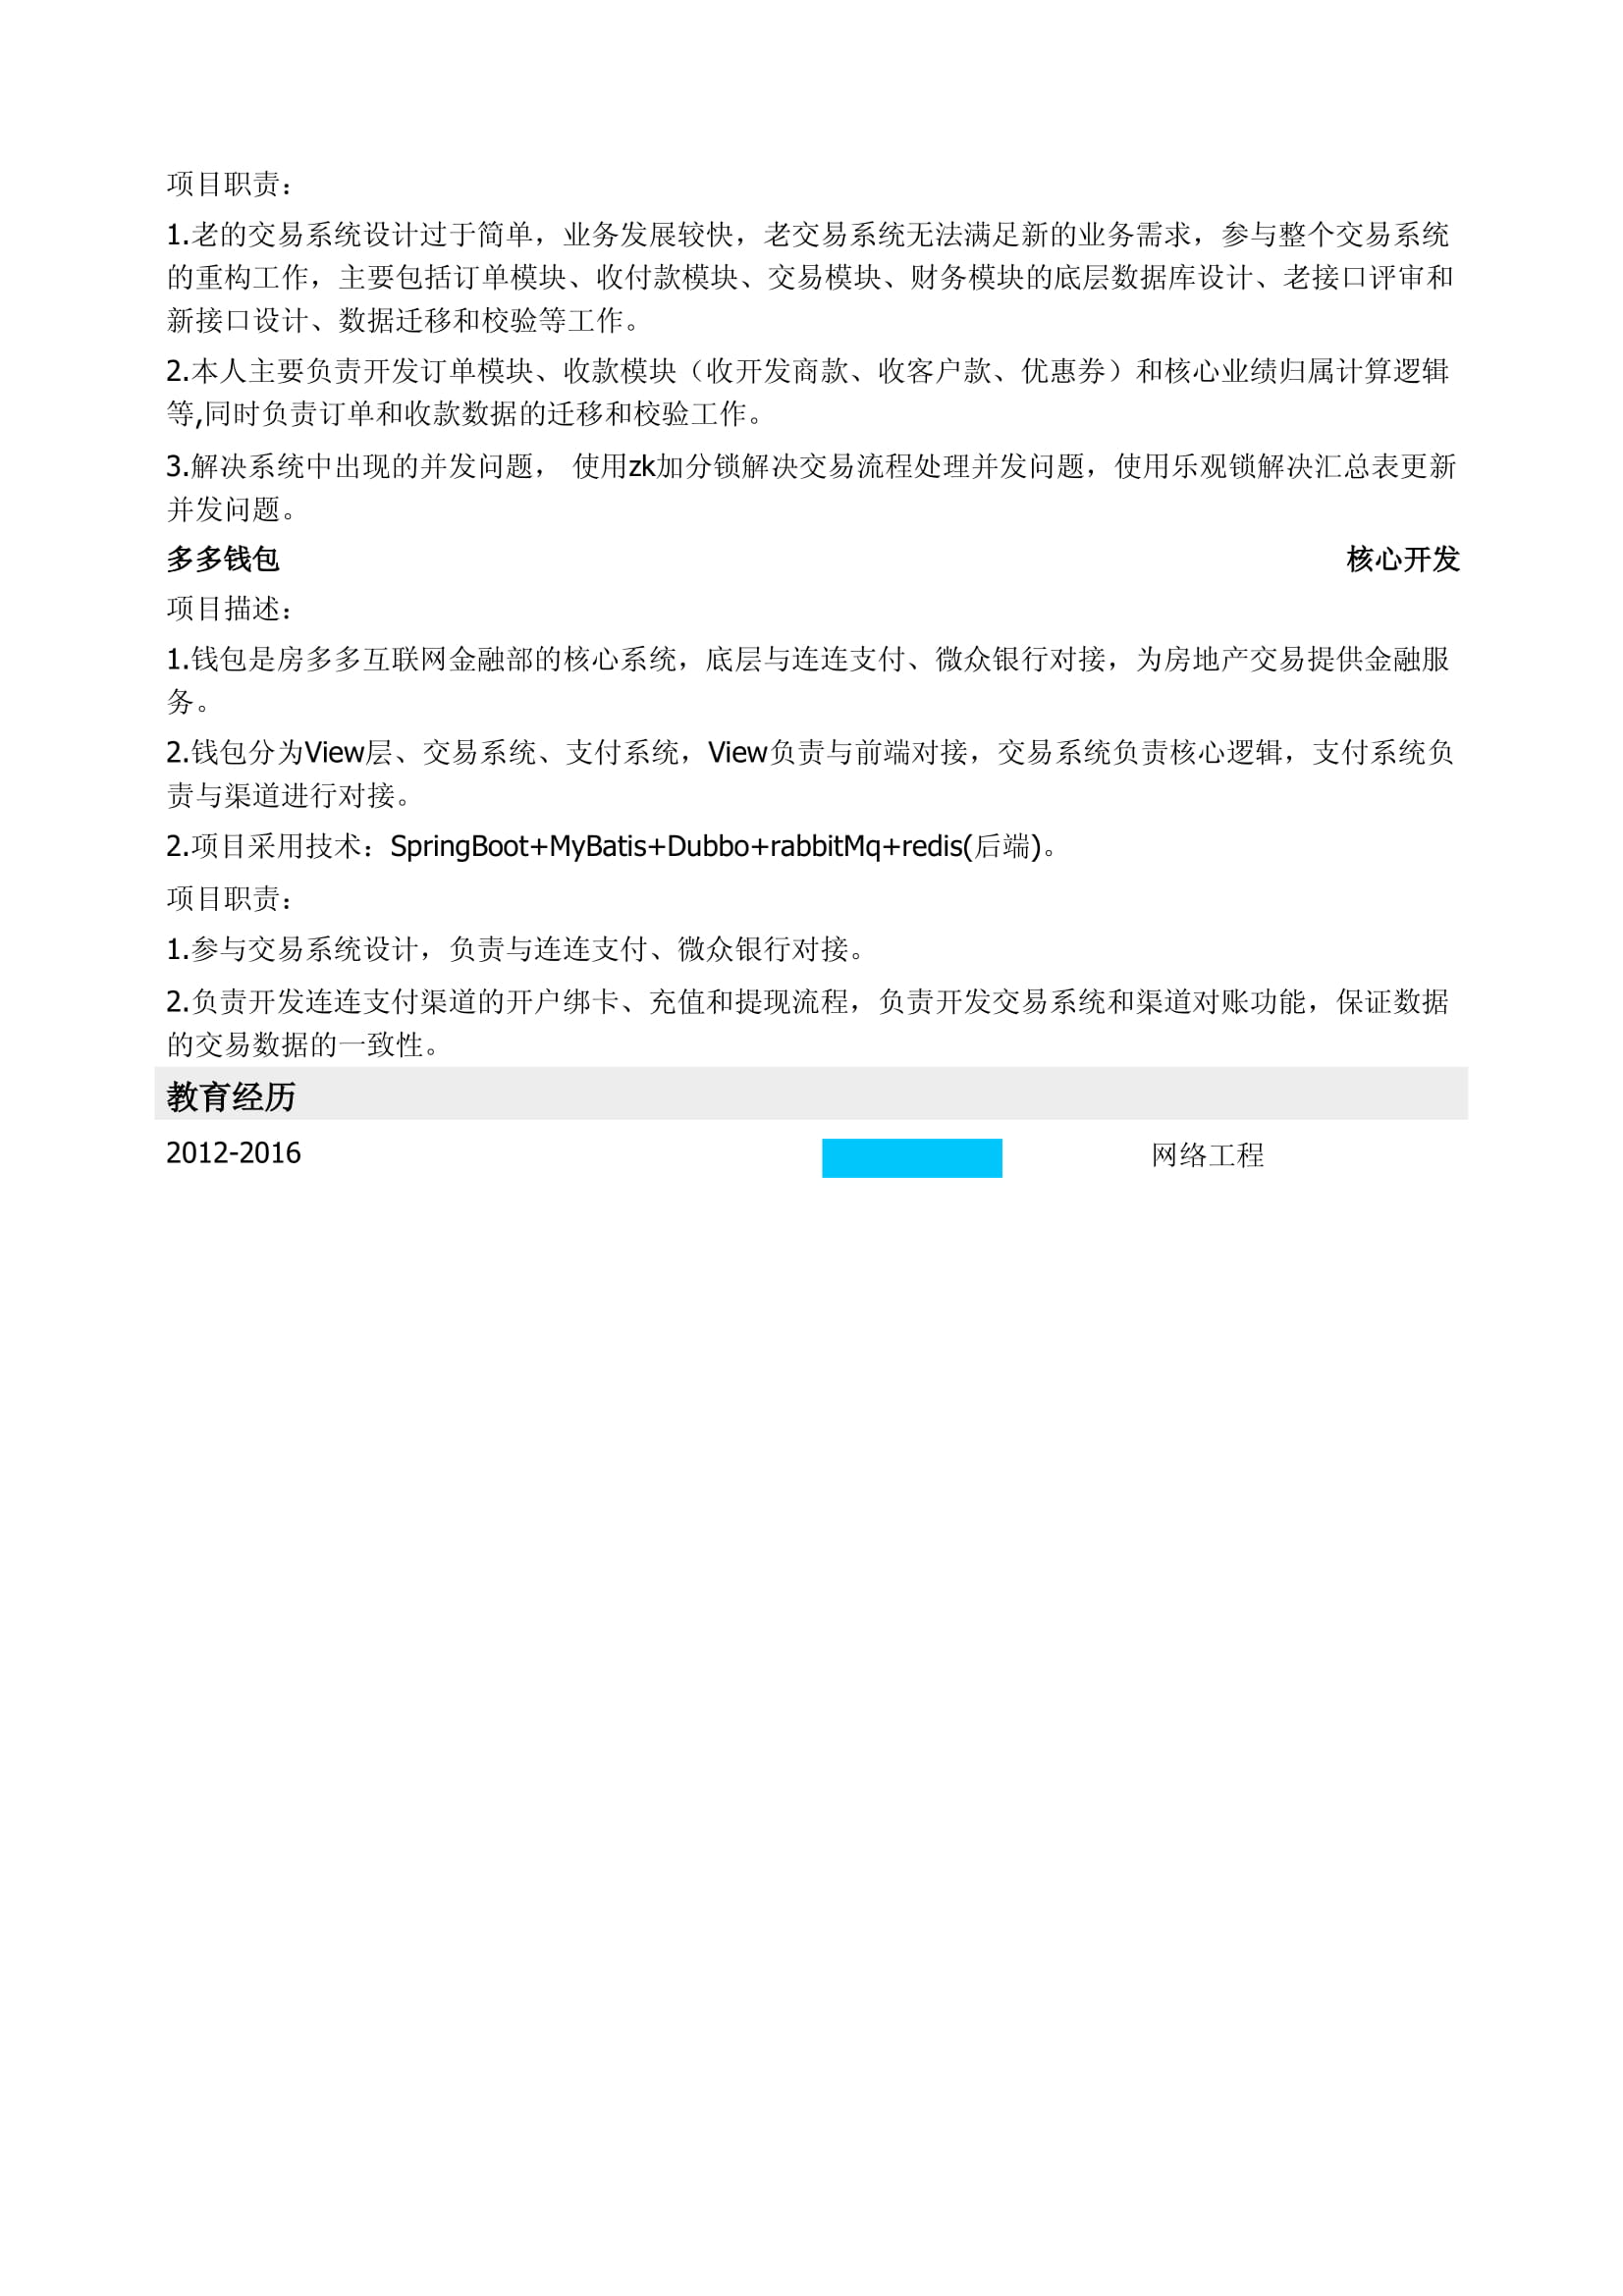 项目职责：
1.老的交易系统设计过于简单，业务发展较快，老交易系统无法满足新的业务需求，参与整个交易系统
的重构工作，主要包括订单模块、收付款模块、交易模块、财务模块的底层数据库设计、老接口评审和
新接口设计、数据迁移和校验等工作。
2.本人主要负责开发订单模块、收款模块（收开发商款、收客户款、优惠券）和核心业绩归属计算逻辑
等,同时负责订单和收款数据的迁移和校验工作。
3.解决系统中出现的并发问题， 使用zk加分锁解决交易流程处理并发问题，使用乐观锁解决汇总表更新
并发问题。
多多钱包 核心开发
项目描述：
1.钱包是房多多互联网金融部的核心系统，底层与连连支付、微众银行对接，为房地产交易提供金融服
务。
2.钱包分为View层、交易系统、支付系统，View负责与前端对接，交易系统负责核心逻辑，支付系统负
责与渠道进行对接。
2.项目采用技术：SpringBoot+MyBatis+Dubbo+rabbitMq+redis(后端)。
项目职责：
1.参与交易系统设计，负责与连连支付、微众银行对接。
2.负责开发连连支付渠道的开户绑卡、充值和提现流程，负责开发交易系统和渠道对账功能，保证数据
的交易数据的一致性。
教育经历
2012-2016 网络工程